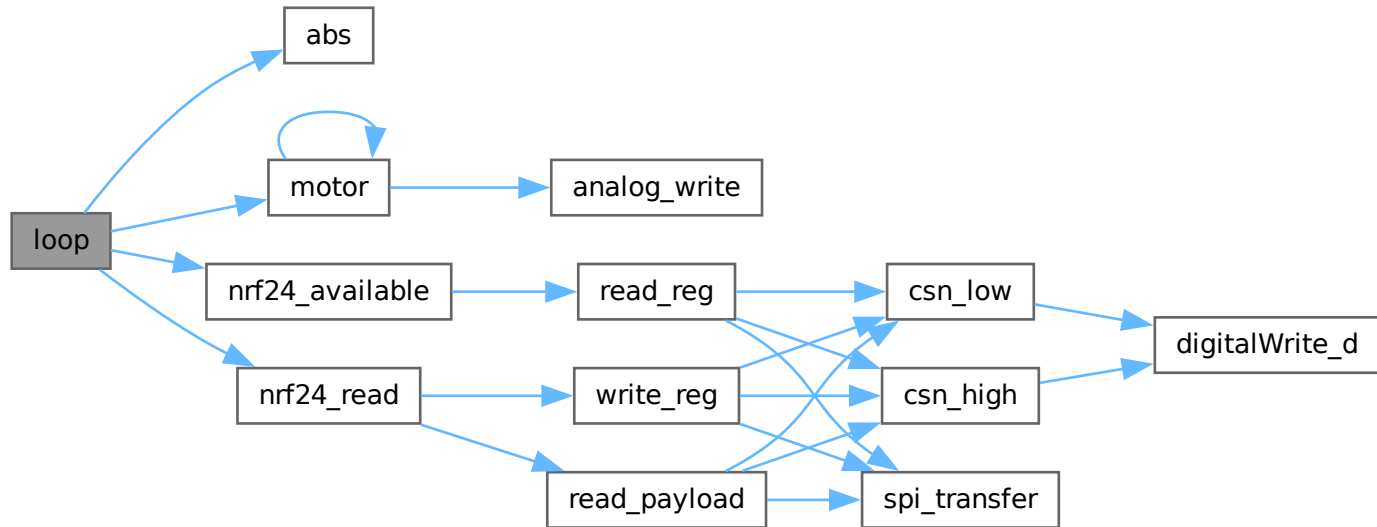 abs
motor
analog_write
loop
nrf24_available
read_reg
csn_low
digitalWrite_d
nrf24_read
write_reg
csn_high
read_payload
spi_transfer